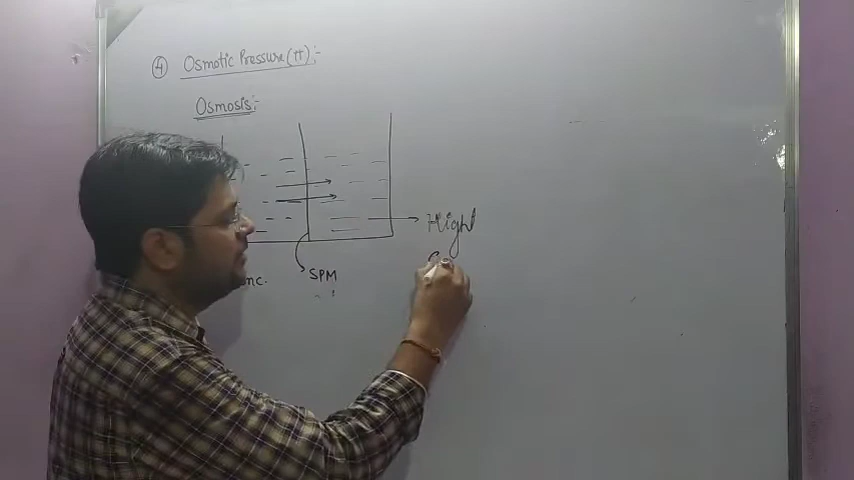 ④ Osmotic Pressure (π):-
Osmosis:-
High
nc.
SPM